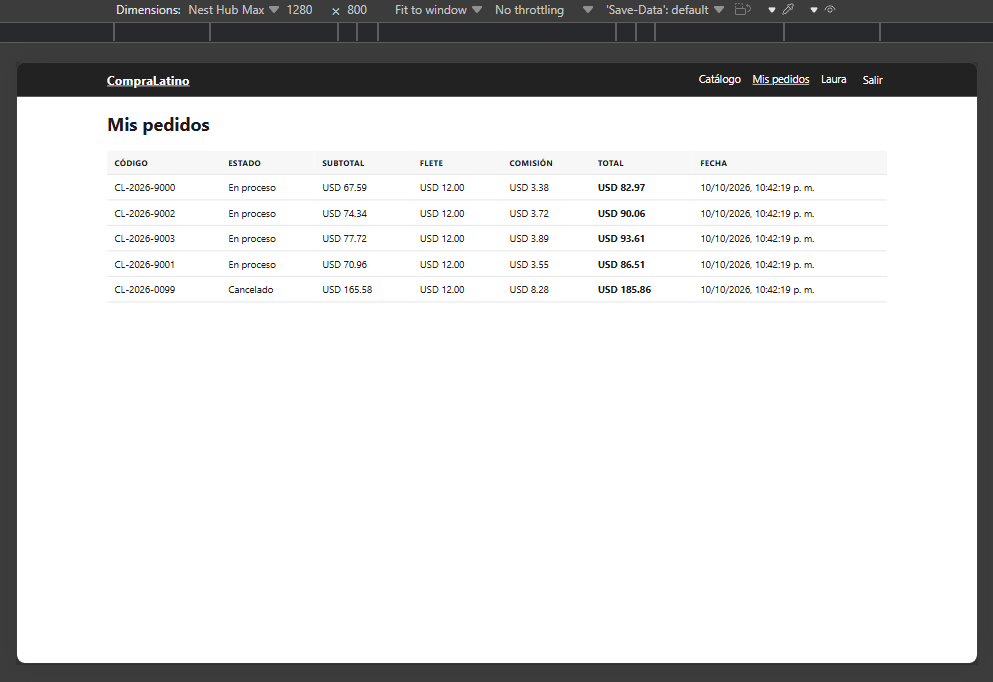 Dimensions: Nest Hub Max 1280 × 800 Fit to window No throttling 'Save-Data': default
CompraLatino Catálogo Mis pedidos Laura Salir
Mis pedidos
CÓDIGO ESTADO SUBTOTAL FLETE COMISIÓN TOTAL FECHA
CL-2026-9000 En proceso USD 67.59 USD 12.00 USD 3.38 USD 82.97 10/10/2026, 10:42:19 p. m.
CL-2026-9002 En proceso USD 74.34 USD 12.00 USD 3.72 USD 90.06 10/10/2026, 10:42:19 p. m.
CL-2026-9003 En proceso USD 77.72 USD 12.00 USD 3.89 USD 93.61 10/10/2026, 10:42:19 p. m.
CL-2026-9001 En proceso USD 70.96 USD 12.00 USD 3.55 USD 86.51 10/10/2026, 10:42:19 p. m.
CL-2026-0099 Cancelado USD 165.58 USD 12.00 USD 8.28 USD 185.86 10/10/2026, 10:42:19 p. m.